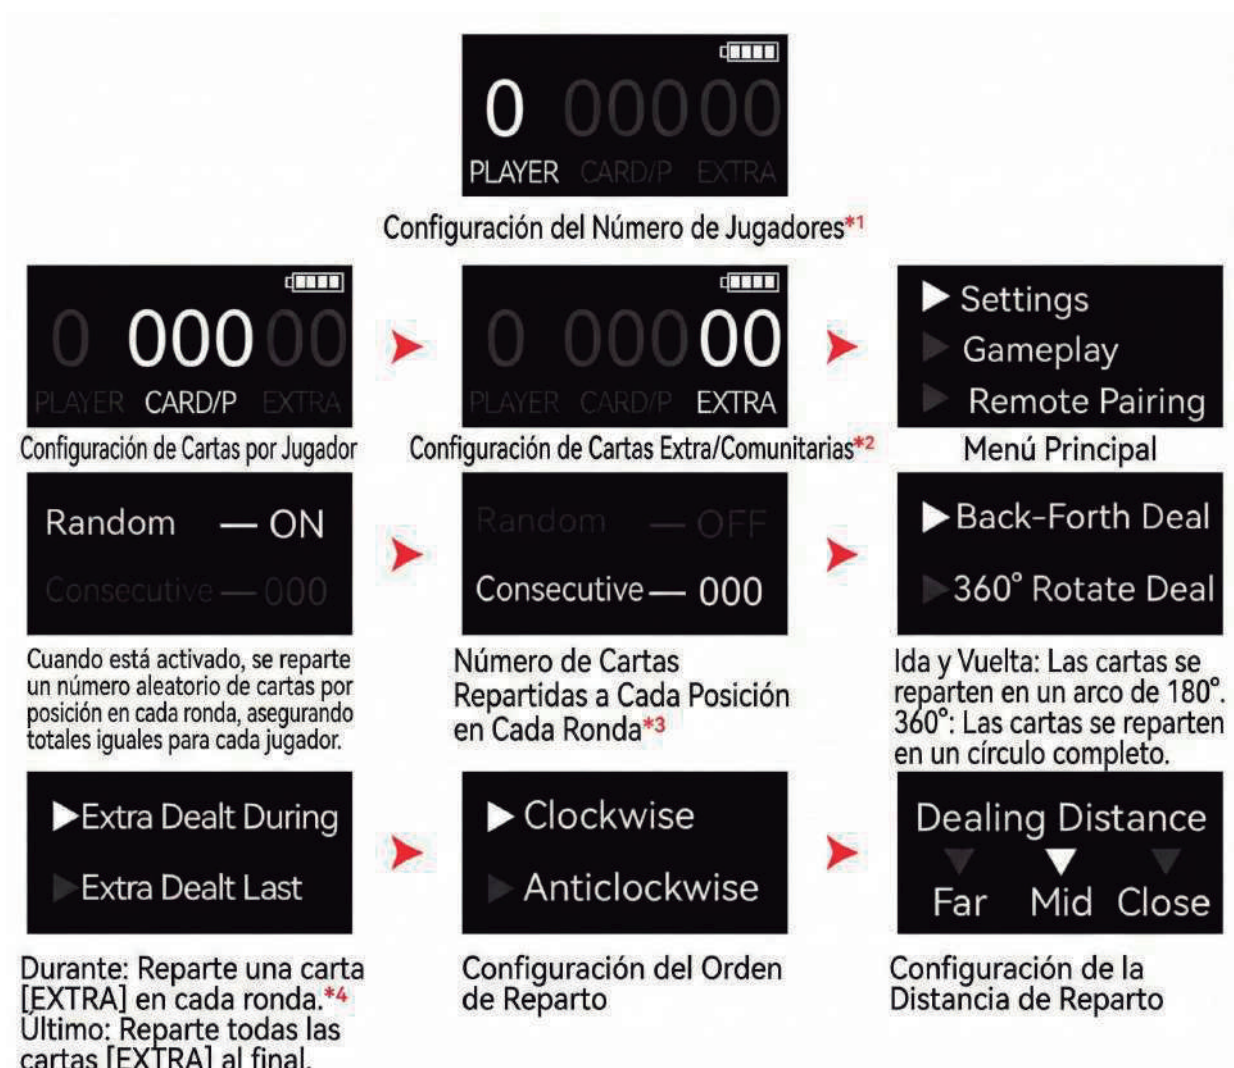 0 000 00
PLAYER CARD/P EXTRA
Configuración del Número de Jugadores*1
0 000 00
PLAYER CARD/P EXTRA
Configuración de Cartas por Jugador
0 000 00
PLAYER CARD/P EXTRA
Configuración de Cartas Extra/Comunitarias*2
Settings
Gameplay
Remote Pairing
Menú Principal
Random — ON
Consecutive — 000
Cuando está activado, se reparte
un número aleatorio de cartas por
posición en cada ronda, asegurando
totales iguales para cada jugador.
Random — OFF
Consecutive — 000
Número de Cartas
Repartidas a Cada Posición
en Cada Ronda*3
Back-Forth Deal
360° Rotate Deal
Ida y Vuelta: Las cartas se
reparten en un arco de 180°.
360°: Las cartas se reparten
en un círculo completo.
Extra Dealt During
Extra Dealt Last
Durante: Reparte una carta
[EXTRA] en cada ronda.*4
Último: Reparte todas las
cartas [EXTRA] al final.
Clockwise
Anticlockwise
Configuración del Orden
de Reparto
Dealing Distance
Far Mid Close
Configuración de la
Distancia de Reparto